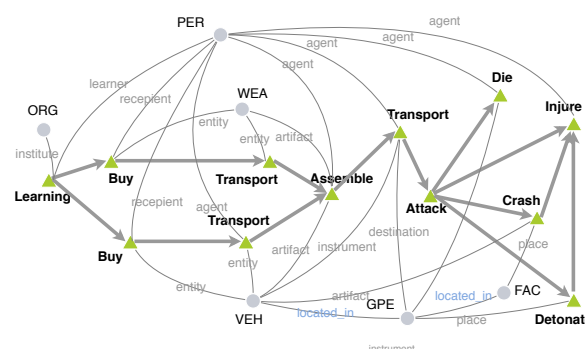 PER
agent
agent
agent
Die
learner
recepient
WEA
ORG
entity
entity
artifact
Transport
Injure
institute
Buy
Transport
Assemble
Learning
Attack
Crash
recepient
agent
Transport
destination
place
Buy
entity
artifact
instrument
entity
artifact
located_in
FAC
VEH
located_in
GPE
place
Detonat
instrument